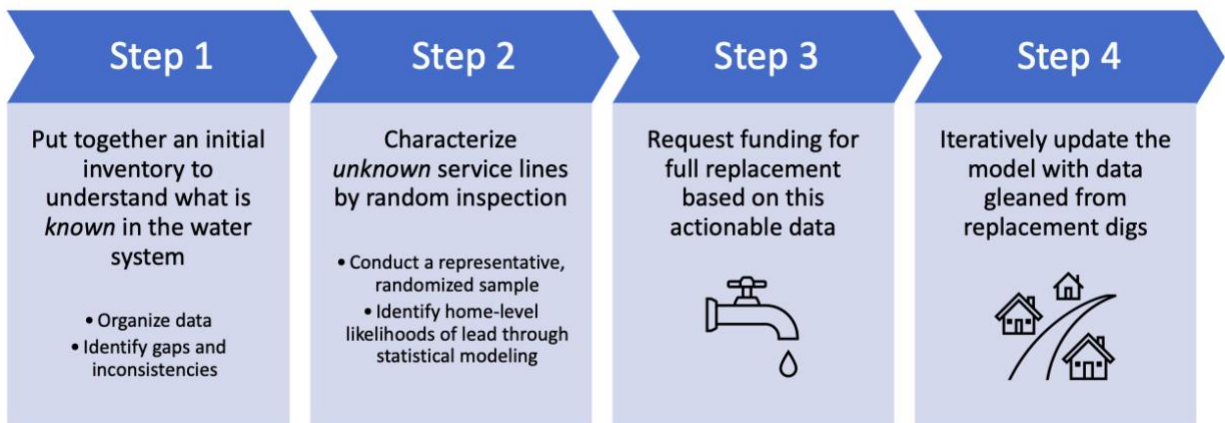 Step 1
Put together an initial
inventory to
understand what is
known in the water
system
• Organize data
• Identify gaps and
inconsistencies
Step 2
Characterize
unknown service lines
by random inspection
• Conduct a representative,
randomized sample
• Identify home-level
likelihoods of lead through
statistical modeling
Step 3
Request funding for
full replacement
based on this
actionable data
Step 4
Iteratively update the
model with data
gleaned from
replacement digs